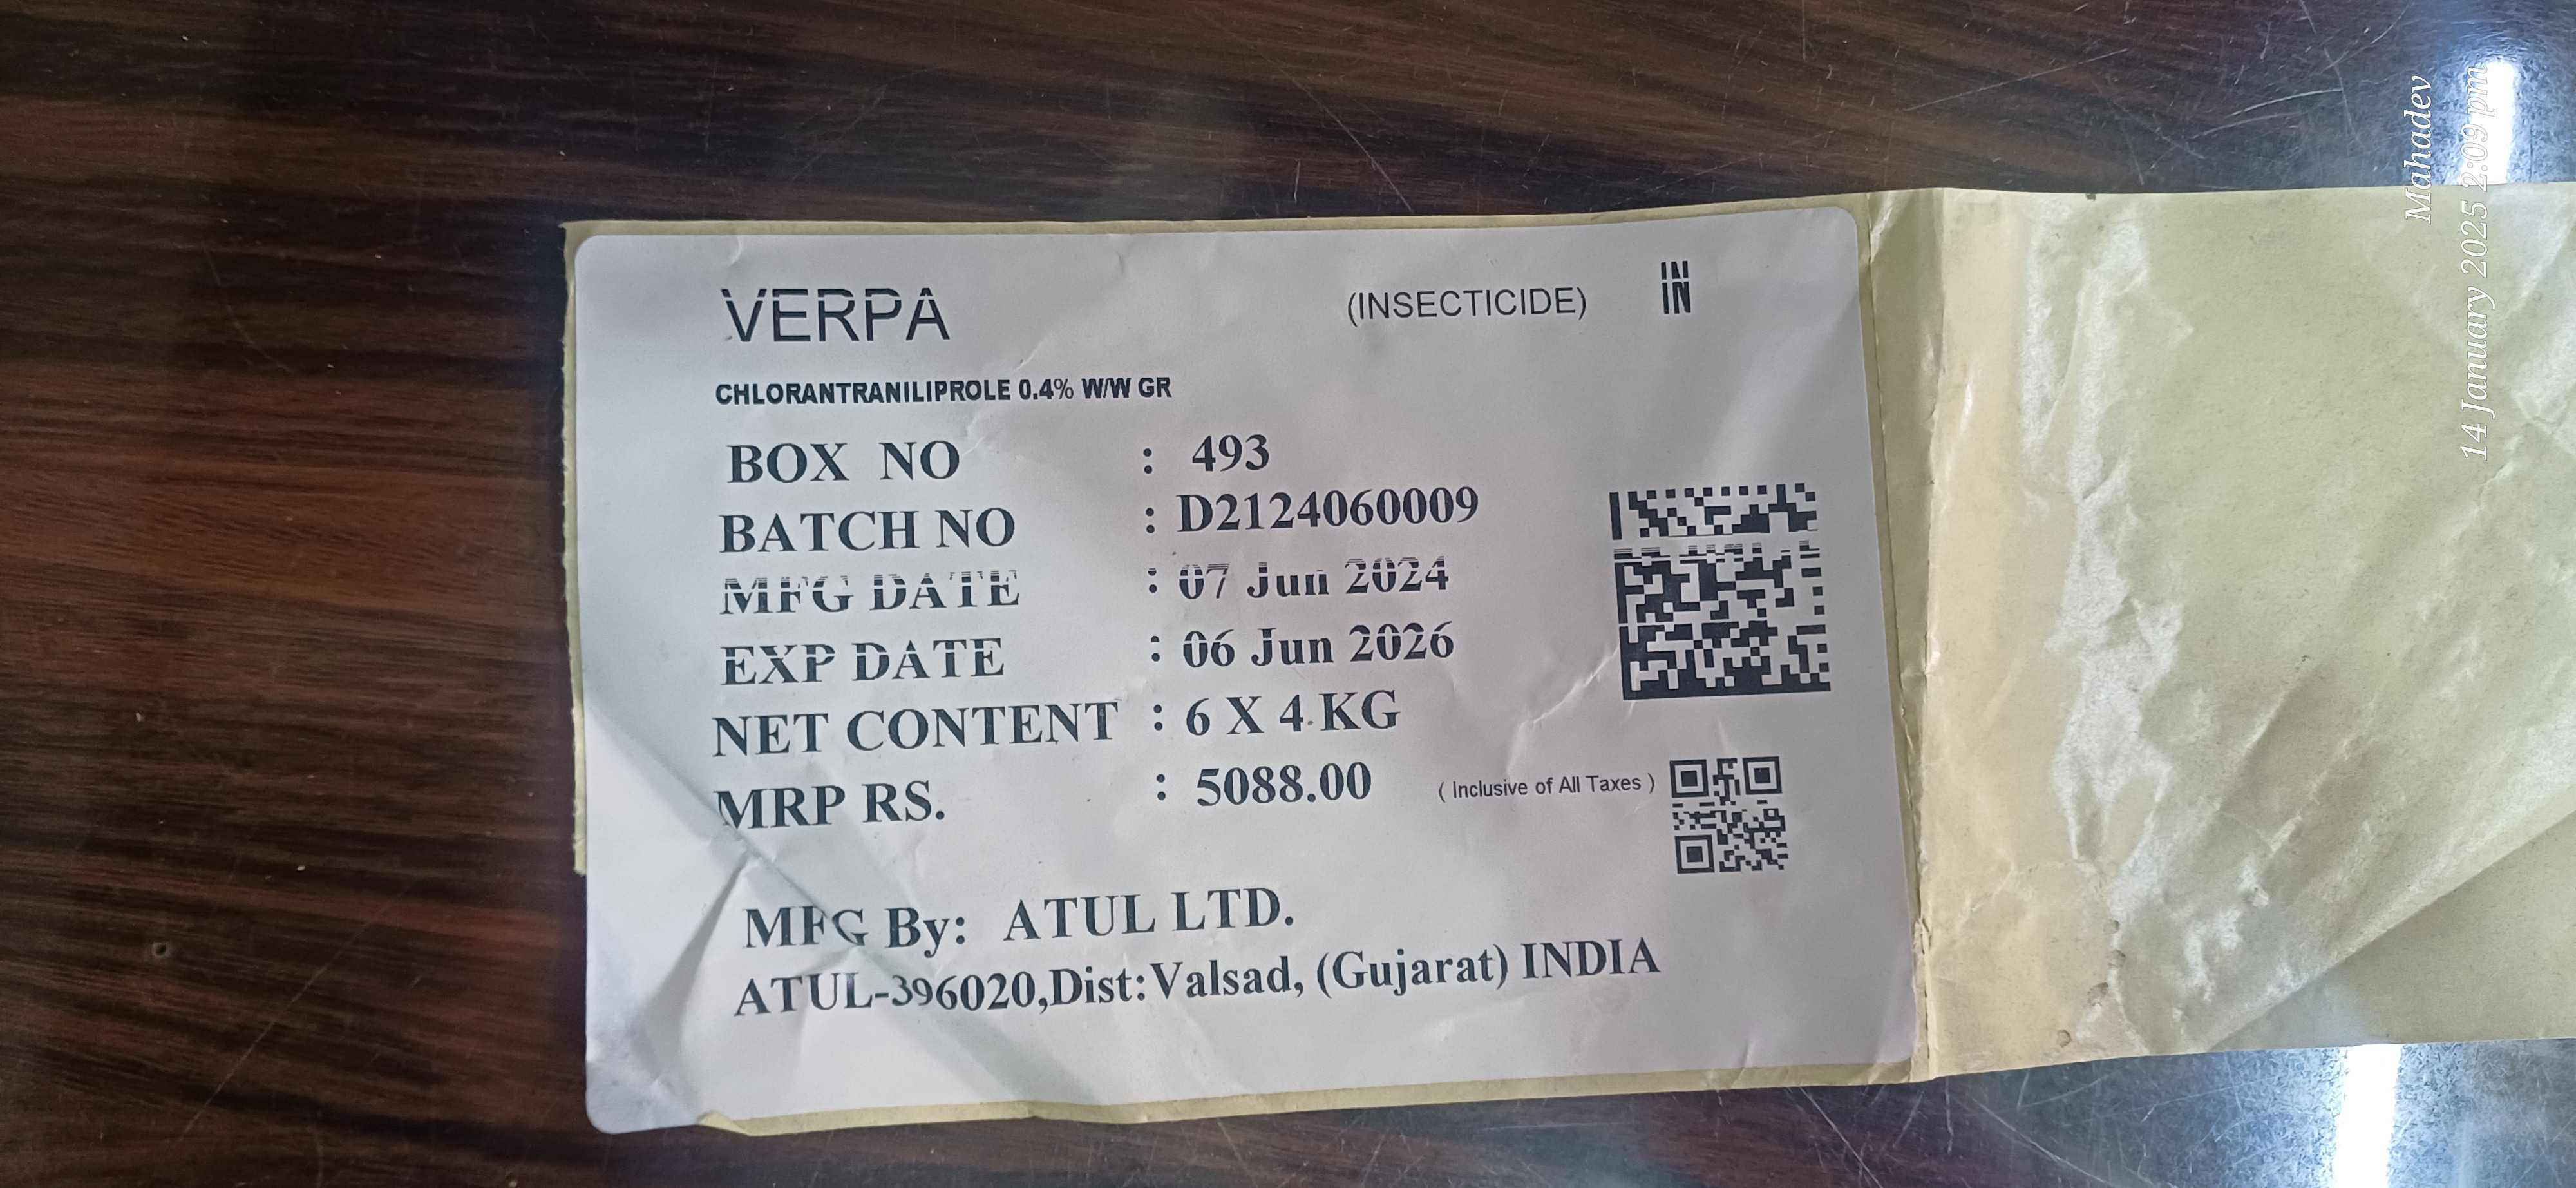 VERPA (INSECTICIDE) IN
IN
CHLORANTRANILIPROLE 0.4% W/W GR
BOX NO : 493
BATCH NO : D2124060009
MFG DATE : 07 Jun 2024
EXP DATE : 06 Jun 2026
NET CONTENT : 6 X 4 KG
MRP RS. : 5088.00 ( Inclusive of All Taxes )
MFG By: ATUL LTD.
ATUL-396020,Dist:Valsad, (Gujarat) INDIA
Mahadev
14 January 2025 2:09 pm